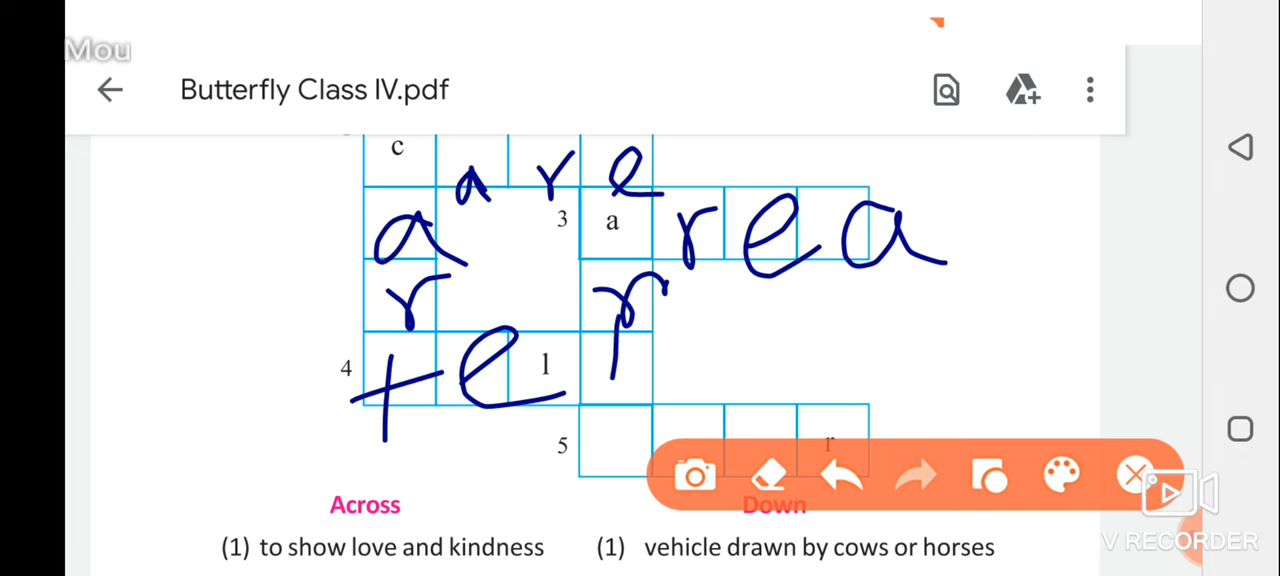 Mou
Butterfly Class IV.pdf
c a r e
a 3 a r e a
r r
4 t e l l
5 r
Across Down
(1) to show love and kindness (1) vehicle drawn by cows or horses
V RECORDER